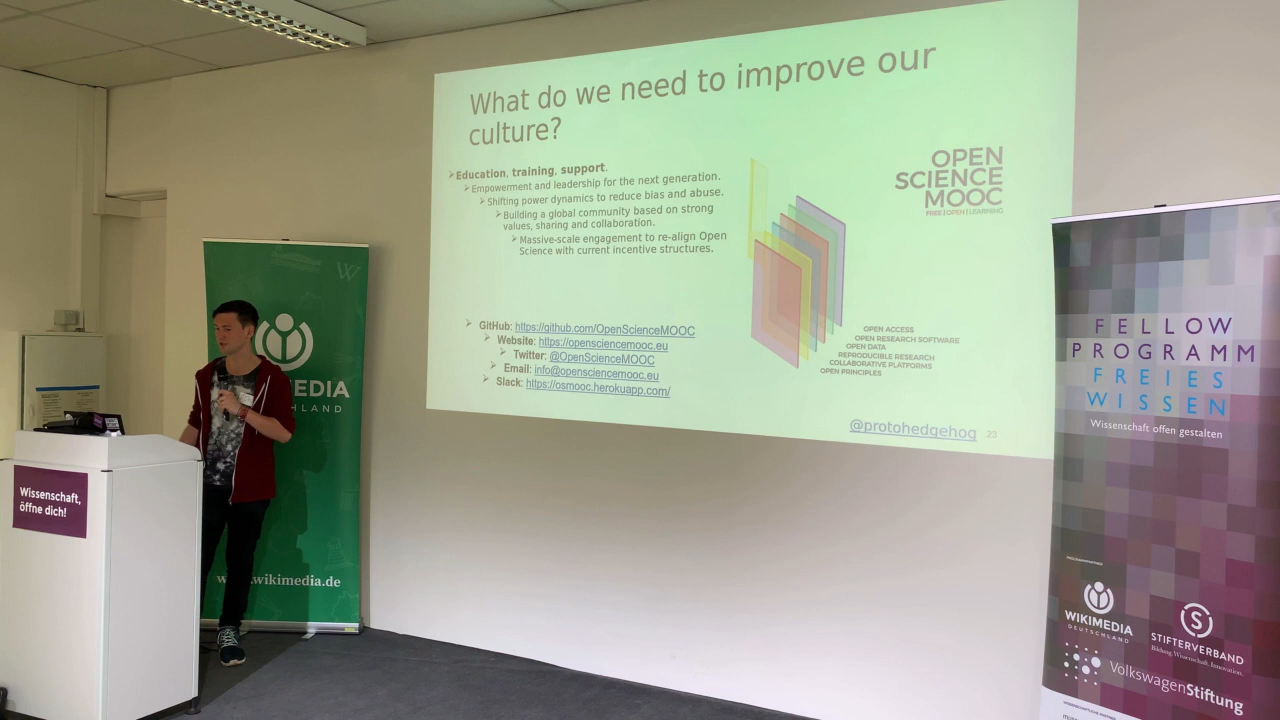 What do we need to improve our
culture?
Education, training, support.
Empowerment and leadership for the next generation.
Shifting power dynamics to reduce bias and abuse.
Building a global community based on strong
values, sharing and collaboration.
Massive-scale engagement to re-align Open
Science with current incentive structures.
GitHub: https://github.com/OpenScienceMOOC
Website: https://opensciencemooc.eu
Twitter: @OpenScienceMOOC
Email: info@opensciencemooc.eu
Slack: https://osmooc.herokuapp.com/
OPEN
SCIENCE
MOOC
FREE | OPEN | LEARNING
OPEN ACCESS
OPEN RESEARCH SOFTWARE
OPEN DATA
REPRODUCIBLE RESEARCH
COLLABORATIVE PLATFORMS
OPEN PRINCIPLES
@protohedgehog 23
W
EDIA
HLAND
wikimedia.de
Wissenschaft,
öffne dich!
FELLOW
PROGRAMM
FREIES
WISSEN
Wissenschaft offen gestalten
WIKIMEDIA
DEUTSCHLAND
S
STIFTERVERBAND
Bildung. Wissenschaft. Innovation.
VolkswagenStiftung